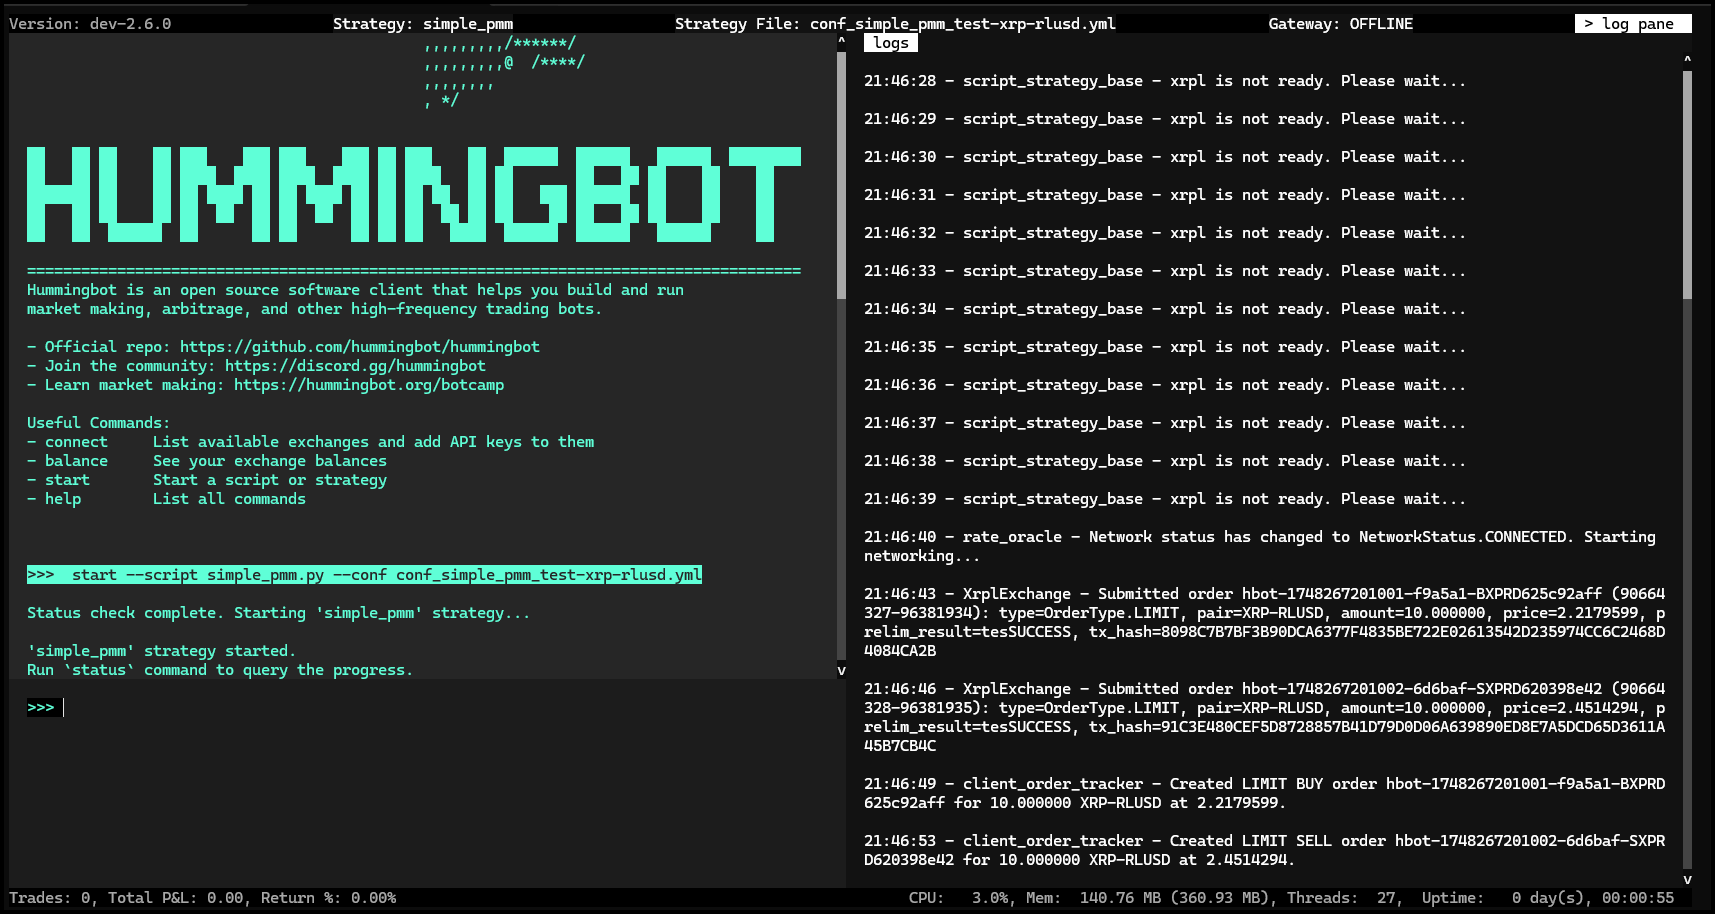 Version: dev-2.6.0 Strategy: simple_pmm Strategy File: conf_simple_pmm_test-xrp-rlusd.yml Gateway: OFFLINE > log pane
,,,,,,,,,/******/
,,,,,,,,,@  /****/
,,,,,,,,
, */
HUMMINGBOT
======================================================================================
Hummingbot is an open source software client that helps you build and run
market making, arbitrage, and other high-frequency trading bots.
- Official repo: https://github.com/hummingbot/hummingbot
- Join the community: https://discord.gg/hummingbot
- Learn market making: https://hummingbot.org/botcamp
Useful Commands:
- connect     List available exchanges and add API keys to them
- balance     See your exchange balances
- start       Start a script or strategy
- help        List all commands
>>>  start --script simple_pmm.py --conf conf_simple_pmm_test-xrp-rlusd.yml
Status check complete. Starting 'simple_pmm' strategy...
'simple_pmm' strategy started.
Run `status` command to query the progress.
>>>
logs
21:46:28 - script_strategy_base - xrpl is not ready. Please wait...
21:46:29 - script_strategy_base - xrpl is not ready. Please wait...
21:46:30 - script_strategy_base - xrpl is not ready. Please wait...
21:46:31 - script_strategy_base - xrpl is not ready. Please wait...
21:46:32 - script_strategy_base - xrpl is not ready. Please wait...
21:46:33 - script_strategy_base - xrpl is not ready. Please wait...
21:46:34 - script_strategy_base - xrpl is not ready. Please wait...
21:46:35 - script_strategy_base - xrpl is not ready. Please wait...
21:46:36 - script_strategy_base - xrpl is not ready. Please wait...
21:46:37 - script_strategy_base - xrpl is not ready. Please wait...
21:46:38 - script_strategy_base - xrpl is not ready. Please wait...
21:46:39 - script_strategy_base - xrpl is not ready. Please wait...
21:46:40 - rate_oracle - Network status has changed to NetworkStatus.CONNECTED. Starting
networking...
21:46:43 - XrplExchange - Submitted order hbot-1748267201001-f9a5a1-BXPRD625c92aff (90664
327-96381934): type=OrderType.LIMIT, pair=XRP-RLUSD, amount=10.000000, price=2.2179599, p
relim_result=tesSUCCESS, tx_hash=8098C7B7BF3B90DCA6377F4835BE722E02613542D235974CC6C2468D
4084CA2B
21:46:46 - XrplExchange - Submitted order hbot-1748267201002-6d6baf-SXPRD620398e42 (90664
328-96381935): type=OrderType.LIMIT, pair=XRP-RLUSD, amount=10.000000, price=2.4514294, p
relim_result=tesSUCCESS, tx_hash=91C3E480CEF5D8728857B41D79D0D06A639890ED8E7A5DCD65D3611A
45B7CB4C
21:46:49 - client_order_tracker - Created LIMIT BUY order hbot-1748267201001-f9a5a1-BXPRD
625c92aff for 10.000000 XRP-RLUSD at 2.2179599.
21:46:53 - client_order_tracker - Created LIMIT SELL order hbot-1748267201002-6d6baf-SXPR
D620398e42 for 10.000000 XRP-RLUSD at 2.4514294.
Trades: 0, Total P&L: 0.00, Return %: 0.00% CPU:   3.0%, Mem:  140.76 MB (360.93 MB), Threads:  27,  Uptime:   0 day(s), 00:00:55